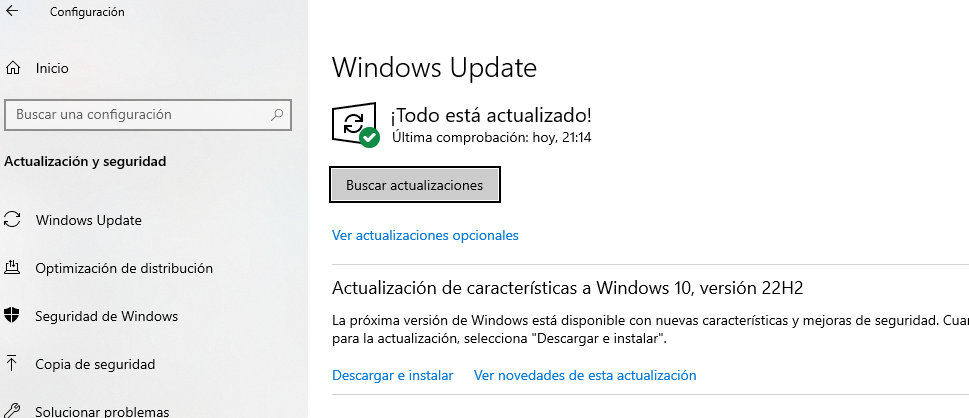 Configuración
Inicio
Buscar una configuración
Actualización y seguridad
Windows Update
Optimización de distribución
Seguridad de Windows
Copia de seguridad
Solucionar problemas
Windows Update
¡Todo está actualizado!
Última comprobación: hoy, 21:14
Buscar actualizaciones
Ver actualizaciones opcionales
Actualización de características a Windows 10, versión 22H2
La próxima versión de Windows está disponible con nuevas características y mejoras de seguridad. Cuan
para la actualización, selecciona "Descargar e instalar".
Descargar e instalar Ver novedades de esta actualización